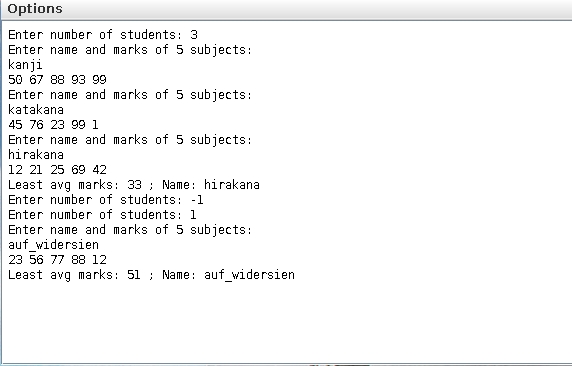 Options
Enter number of students: 3
Enter name and marks of 5 subjects:
kanji
50 67 88 93 99
Enter name and marks of 5 subjects:
katakana
45 76 23 99 1
Enter name and marks of 5 subjects:
hirakana
12 21 25 69 42
Least avg marks: 33 ; Name: hirakana
Enter number of students: -1
Enter number of students: 1
Enter name and marks of 5 subjects:
auf_widersien
23 56 77 88 12
Least avg marks: 51 ; Name: auf_widersien